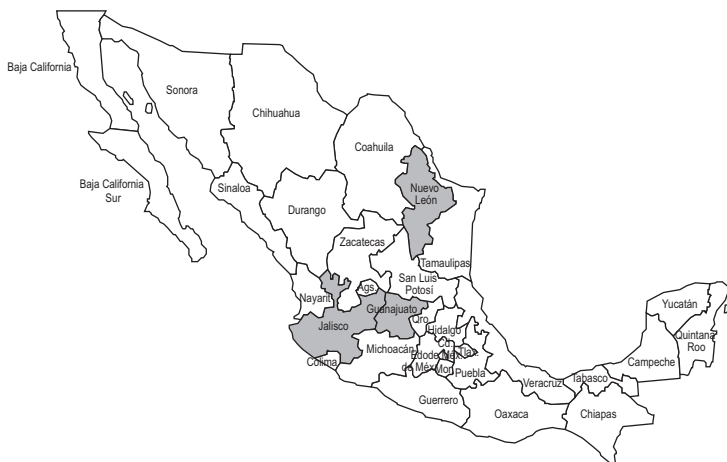 Baja California
Sonora
Chihuahua
Coahuila
Baja California
Sur
Sinaloa
Nuevo
León
Durango
Zacatecas
Tamaulipas
San Luis
Potosí
Nayarit
Ags.
Guanajuato
Jalisco
Qro.
Hidalgo
Yucatán
Quintana
Roo
Campeche
Colima
Michoacán
Cd.
de Méx.
Edo.
de Méx.
Tlax.
Mor.
Puebla
Veracruz
Tabasco
Guerrero
Oaxaca
Chiapas